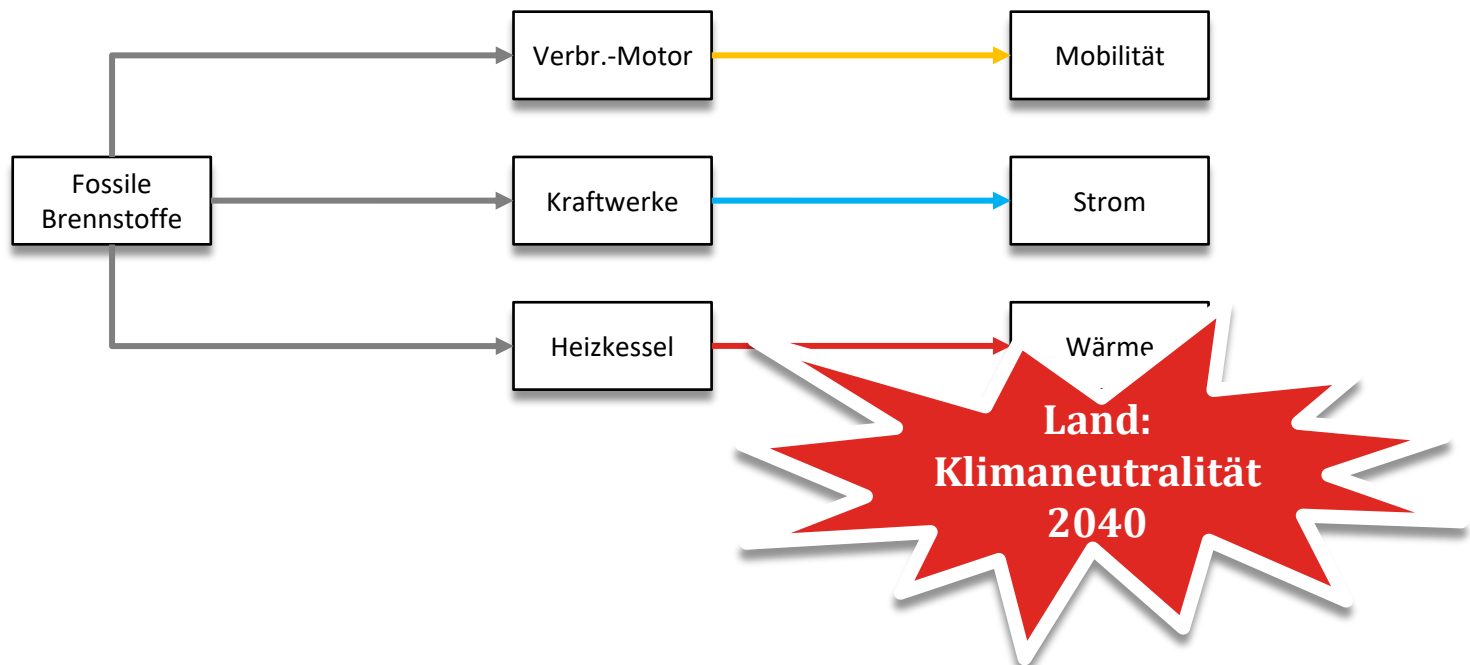 Verbr.-Motor
Mobilität
Fossile
Brennstoffe
Kraftwerke
Strom
Heizkessel
Wärme
Land:
Klimaneutralität
2040